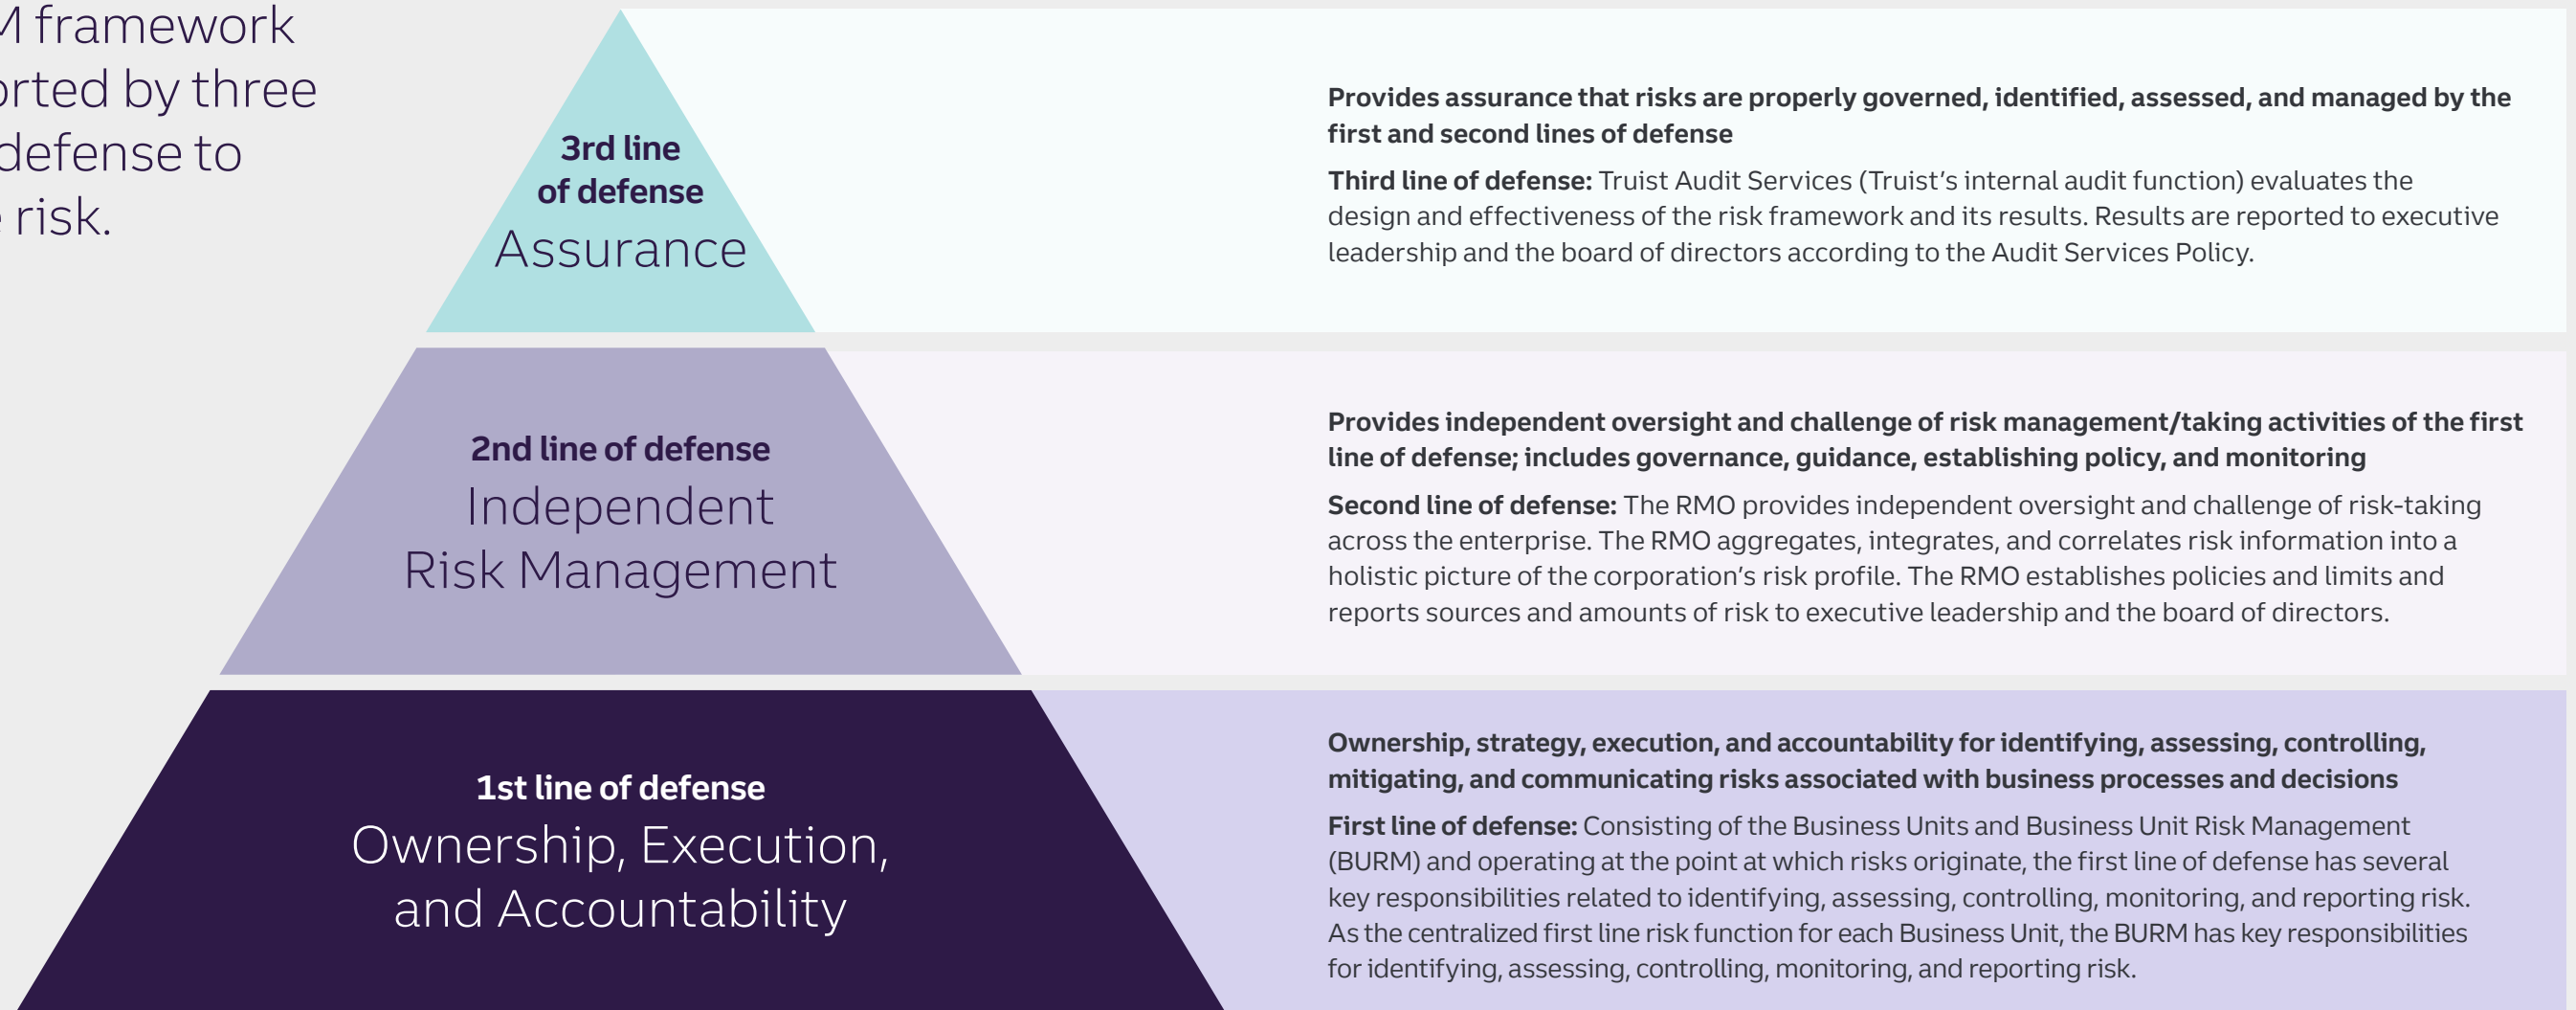 M framework
orted by three
defense to
e risk.
3rd line
of defense
Assurance
Provides assurance that risks are properly governed, identified, assessed, and managed by the
first and second lines of defense
Third line of defense: Truist Audit Services (Truist’s internal audit function) evaluates the
design and effectiveness of the risk framework and its results. Results are reported to executive
leadership and the board of directors according to the Audit Services Policy.
2nd line of defense
Independent
Risk Management
Provides independent oversight and challenge of risk management/taking activities of the first
line of defense; includes governance, guidance, establishing policy, and monitoring
Second line of defense: The RMO provides independent oversight and challenge of risk-taking
across the enterprise. The RMO aggregates, integrates, and correlates risk information into a
holistic picture of the corporation’s risk profile. The RMO establishes policies and limits and
reports sources and amounts of risk to executive leadership and the board of directors.
1st line of defense
Ownership, Execution,
and Accountability
Ownership, strategy, execution, and accountability for identifying, assessing, controlling,
mitigating, and communicating risks associated with business processes and decisions
First line of defense: Consisting of the Business Units and Business Unit Risk Management
(BURM) and operating at the point at which risks originate, the first line of defense has several
key responsibilities related to identifying, assessing, controlling, monitoring, and reporting risk.
As the centralized first line risk function for each Business Unit, the BURM has key responsibilities
for identifying, assessing, controlling, monitoring, and reporting risk.